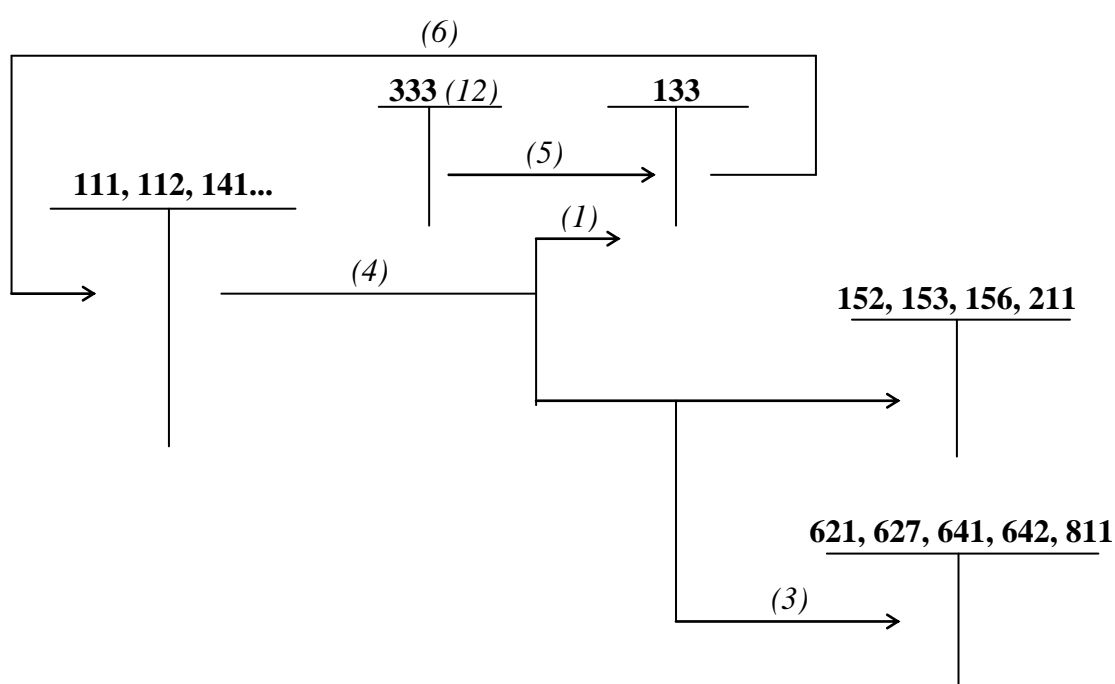 (6)
333 (12)
133
(5)
111, 112, 141...
(1)
(4)
152, 153, 156, 211
621, 627, 641, 642, 811
(3)